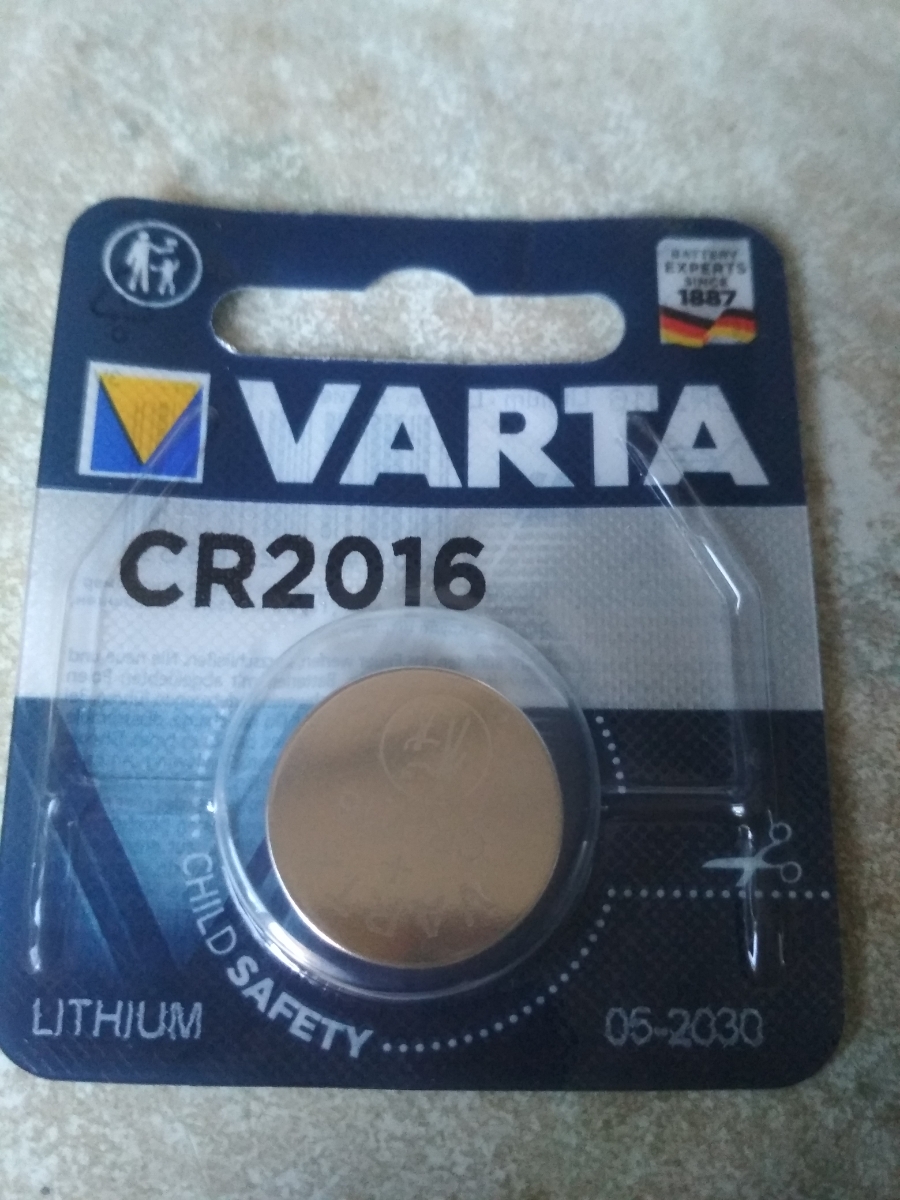 BATTERY
EXPERTS
SINCE
1887
VARTA
CR2016
CHILD SAFETY
LITHIUM
05-2030